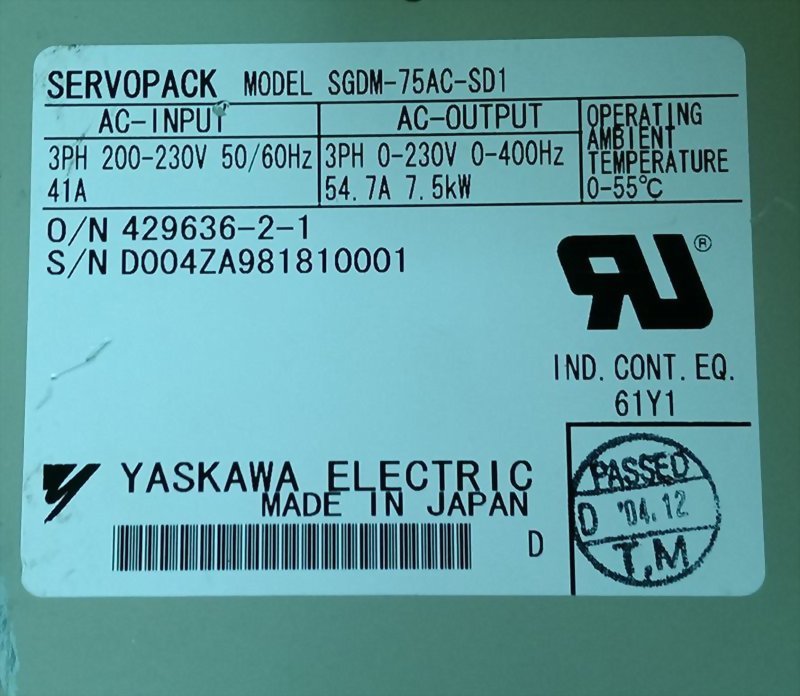 SERVOPACK MODEL SGDM-75AC-SD1
AC-INPUT
3PH 200-230V 50/60Hz
41A
AC-OUTPUT
3PH 0-230V 0-400Hz
54.7A 7.5kW
OPERATING
AMBIENT
TEMPERATURE
0-55℃
O/N 429636-2-1
S/N D004ZA981810001
RU®
IND. CONT. EQ.
61Y1
YASKAWA ELECTRIC
MADE IN JAPAN
D
PASSED
D '04.12
T,M